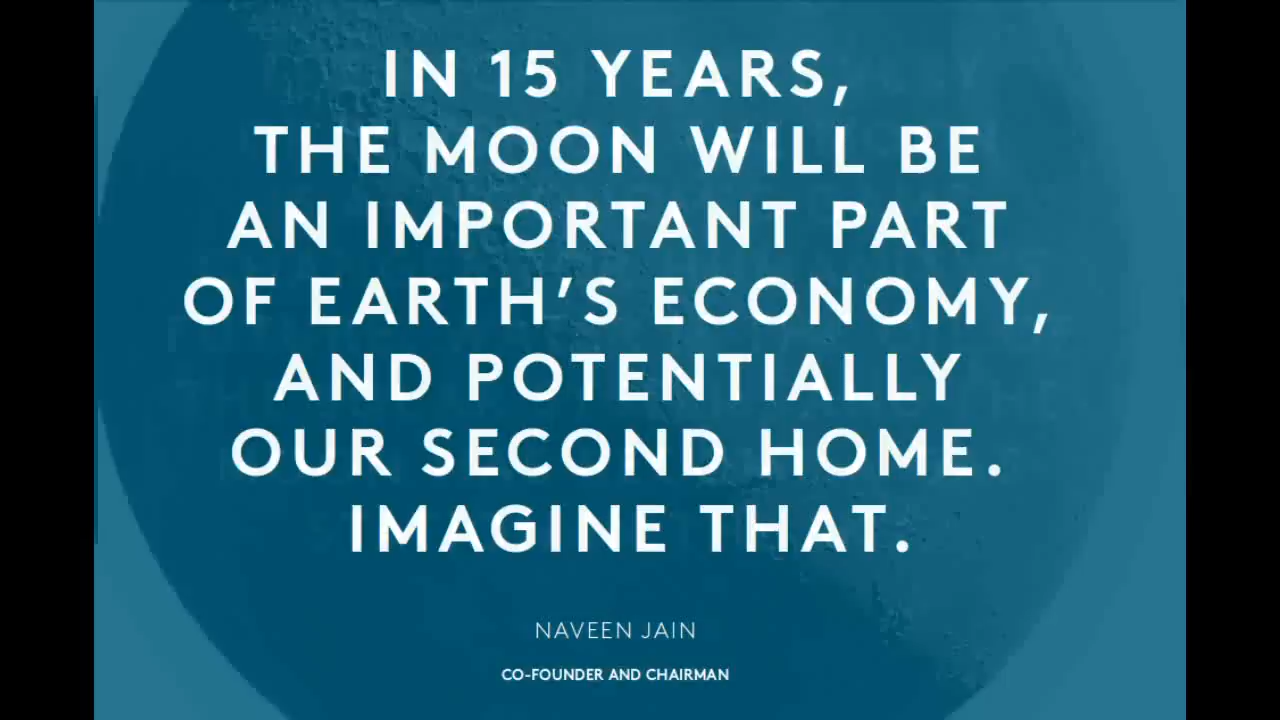 IN 15 YEARS,
THE MOON WILL BE
AN IMPORTANT PART
OF EARTH’S ECONOMY,
AND POTENTIALLY
OUR SECOND HOME.
IMAGINE THAT.
NAVEEN JAIN
CO-FOUNDER AND CHAIRMAN